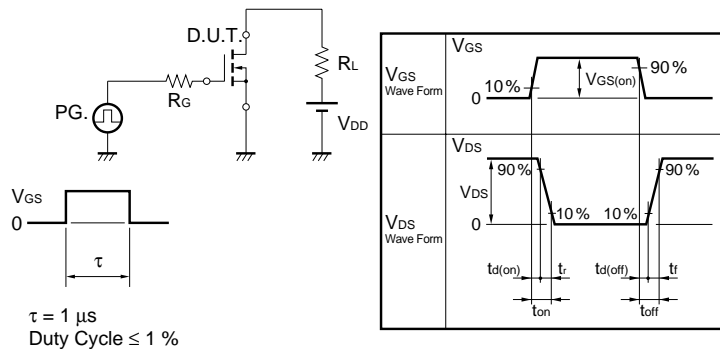 D.U.T.
RL
RG
PG.
VDD
VGS
0
τ
τ = 1 μs
Duty Cycle ≤ 1 %
VGS
Wave Form
VGS
10 %
VGS(on)
90 %
0
VDS
Wave Form
VDS
90 %
VDS
10 %
10 %
90 %
0
td(on)
tr
td(off)
tf
ton
toff